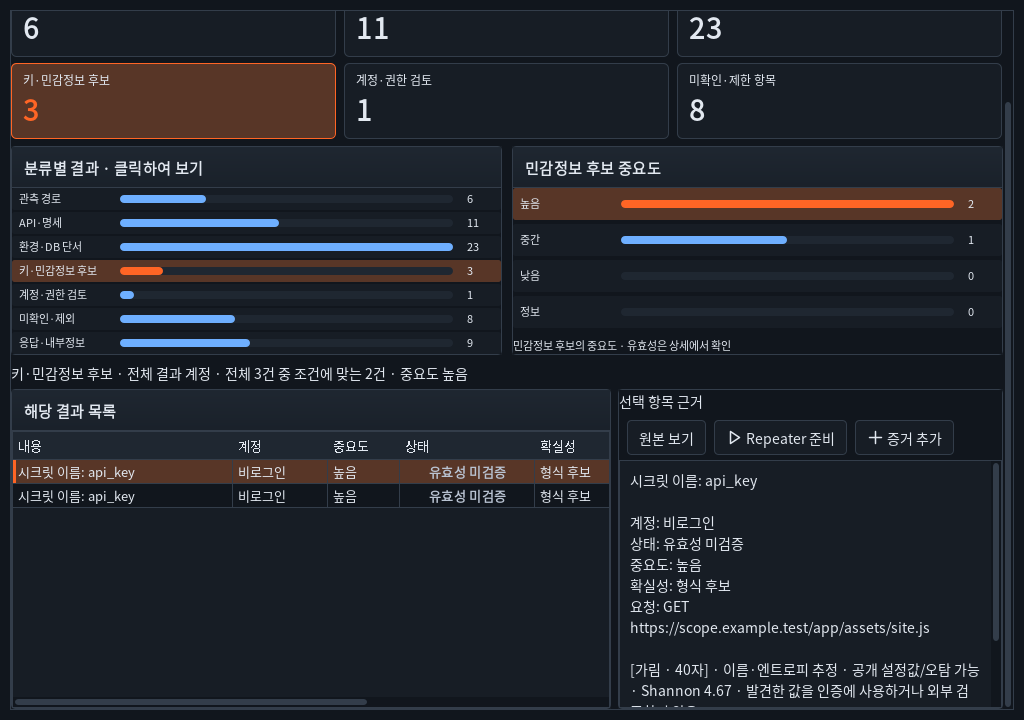 6
11
23
키·민감정보 후보
3
계정·권한 검토
1
미확인·제한 항목
8
분류별 결과 · 클릭하여 보기
관측 경로 6
API·명세 11
환경·DB 단서 23
키·민감정보 후보 3
계정·권한 검토 1
미확인·제외 8
응답·내부정보 9
민감정보 후보 중요도
높음 2
중간 1
낮음 0
정보 0
민감정보 후보의 중요도 · 유효성은 상세에서 확인
키·민감정보 후보 · 전체 결과 계정 · 전체 3건 중 조건에 맞는 2건 · 중요도 높음
해당 결과 목록
내용 계정 중요도 상태 확실성
시크릿 이름: api_key 비로그인 높음 유효성 미검증 형식 후보
시크릿 이름: api_key 비로그인 높음 유효성 미검증 형식 후보
선택 항목 근거
원본 보기 Repeater 준비 증거 추가
시크릿 이름: api_key
계정: 비로그인
상태: 유효성 미검증
중요도: 높음
확실성: 형식 후보
요청: GET
https://scope.example.test/app/assets/site.js
[가림 · 40자] · 이름·엔트로피 추정 · 공개 설정값/오탐 가능
· Shannon 4.67 · 발견한 값을 인증에 사용하거나 외부 검